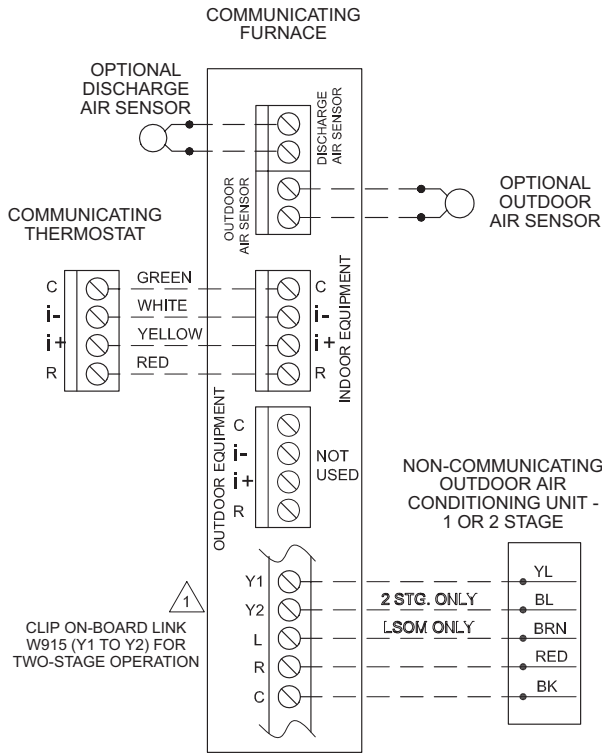 COMMUNICATING
FURNACE
OPTIONAL
DISCHARGE
AIR SENSOR
DISCHARGE
AIR SENSOR
OUTDOOR
AIR SENSOR
OPTIONAL
OUTDOOR
AIR SENSOR
COMMUNICATING
THERMOSTAT
C
i-
i+
R
GREEN
WHITE
YELLOW
RED
C
i-
i+
R
INDOOR EQUIPMENT
OUTDOOR EQUIPMENT
C
i-
i+
R
NOT
USED
NON-COMMUNICATING
OUTDOOR AIR
CONDITIONING UNIT -
1 OR 2 STAGE
1
CLIP ON-BOARD LINK
W915 (Y1 TO Y2) FOR
TWO-STAGE OPERATION
Y1
Y2
L
R
C
2 STG. ONLY
LSOM ONLY
YL
BL
BRN
RED
BK